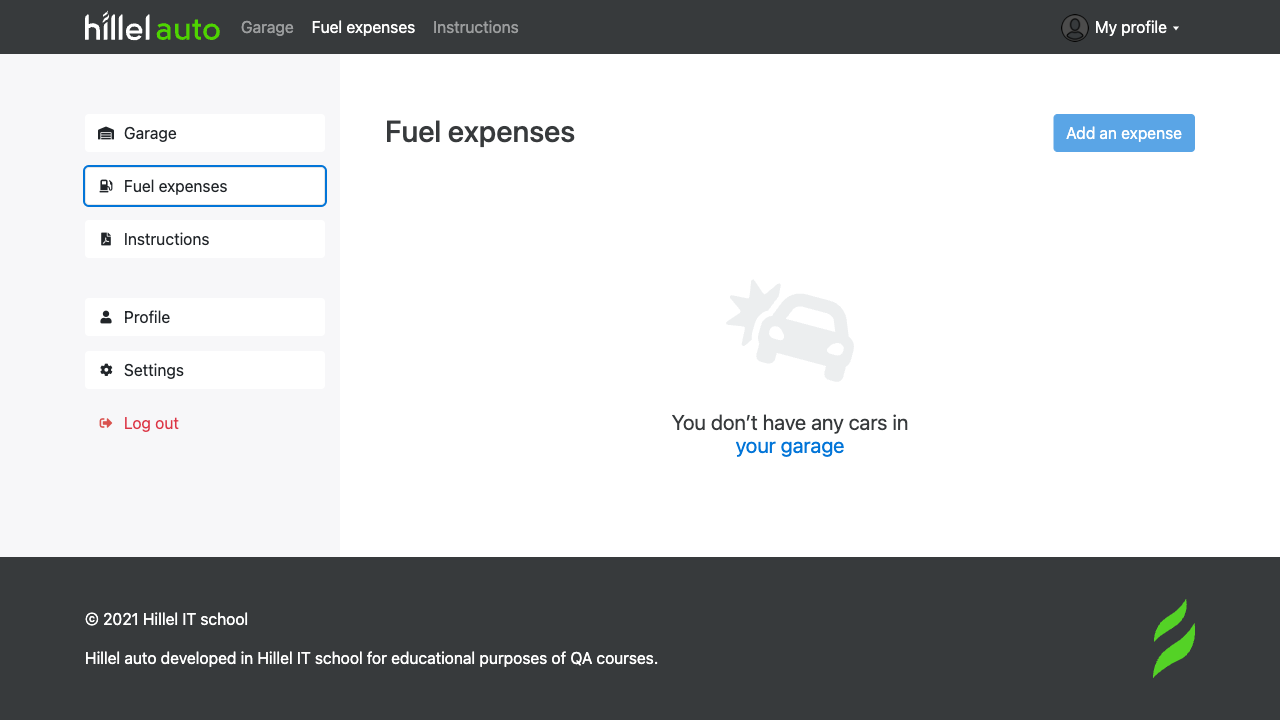 hillel auto Garage Fuel expenses Instructions My profile
Garage
Fuel expenses
Instructions
Profile
Settings
Log out
Fuel expenses
Add an expense
You don’t have any cars in
your garage
© 2021 Hillel IT school
Hillel auto developed in Hillel IT school for educational purposes of QA courses.